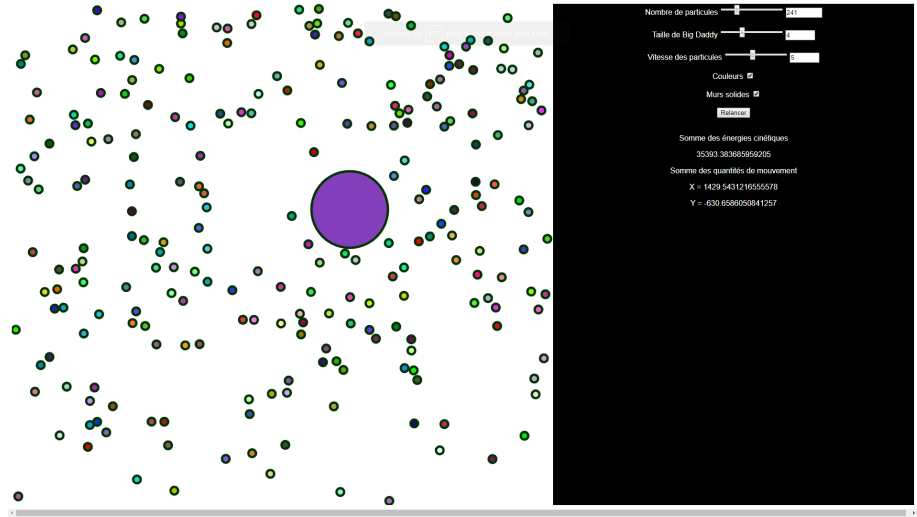 Nombre de particules 241
Taille de Big Daddy 4
Vitesse des particules 5
Couleurs
Murs solides
Relancer
Somme des énergies cinétiques
35393.383685959205
Somme des quantités de mouvement
X = 1429.5431216555578
Y = -630.6586050841257